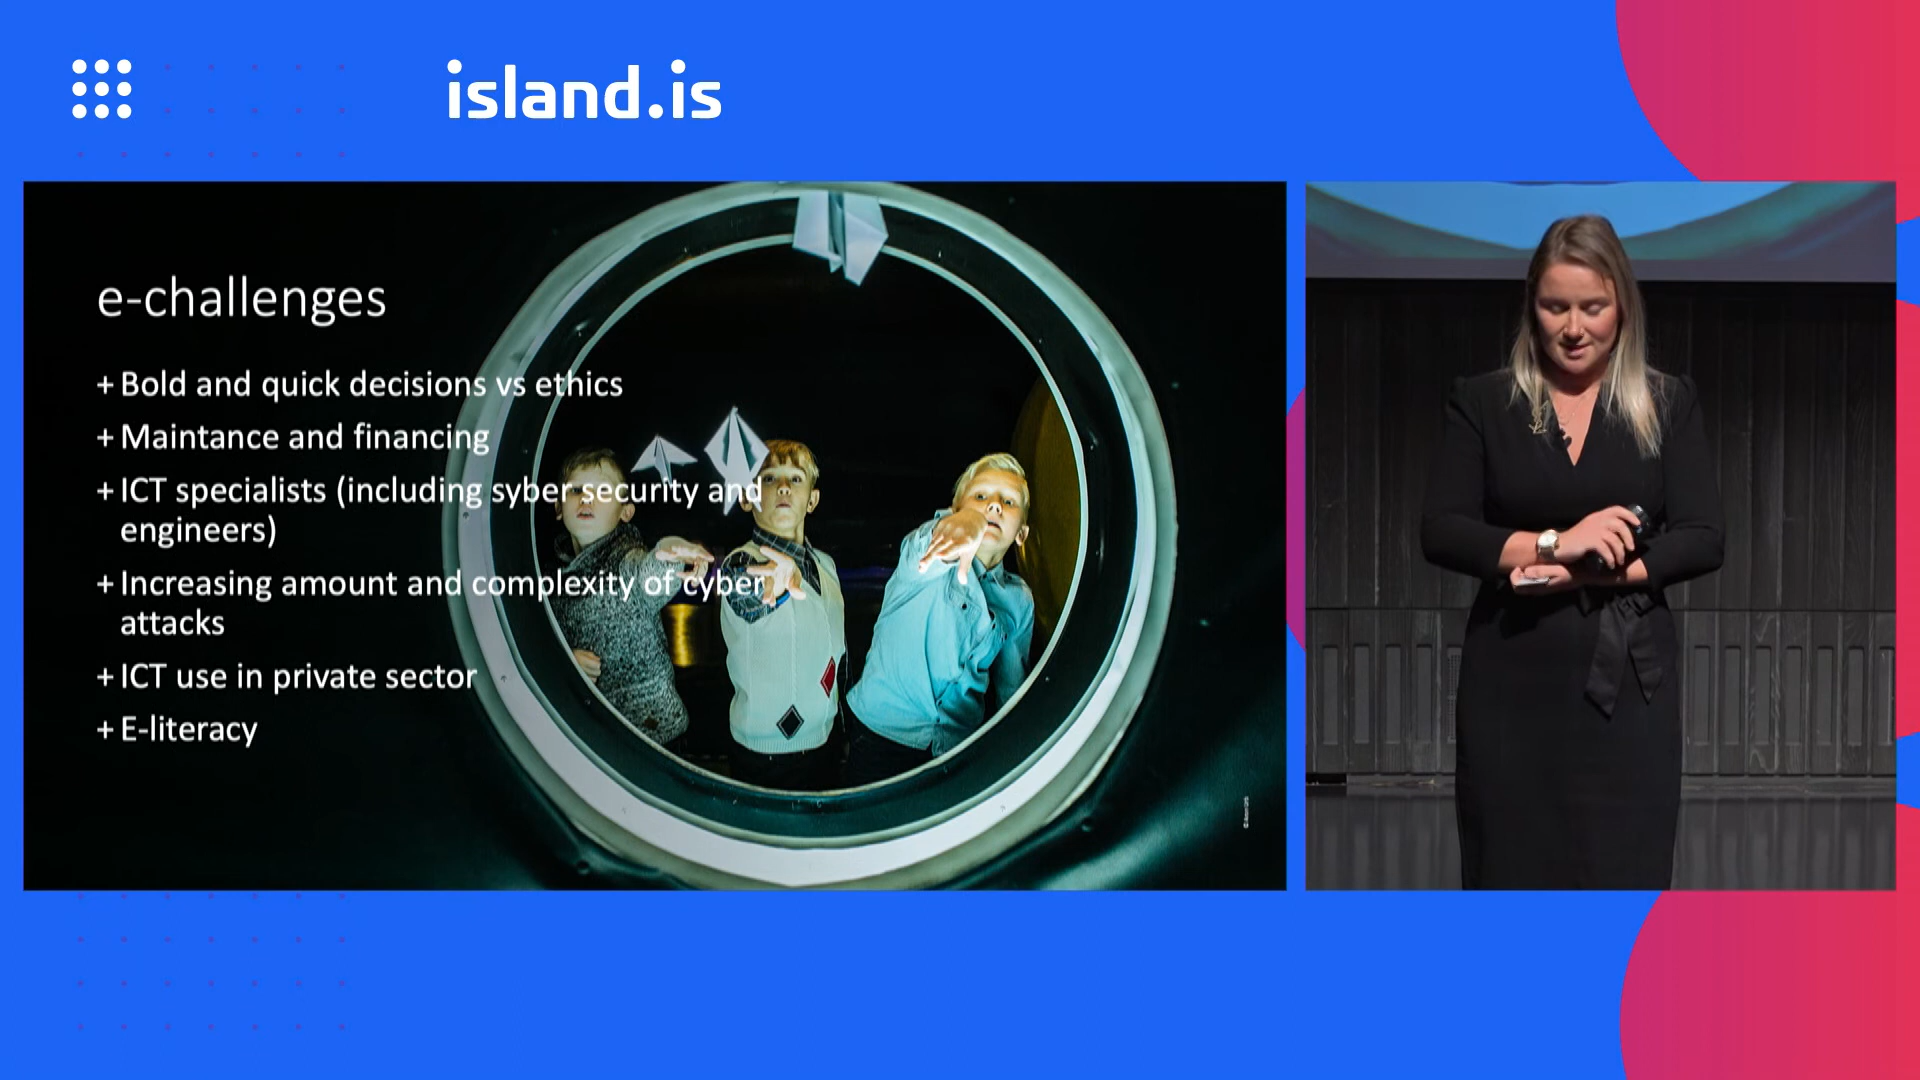 island.is
e-challenges
+ Bold and quick decisions vs ethics
+ Maintance and financing
+ ICT specialists (including syber security and
engineers)
+ Increasing amount and complexity of cyber
attacks
+ ICT use in private sector
+ E-literacy